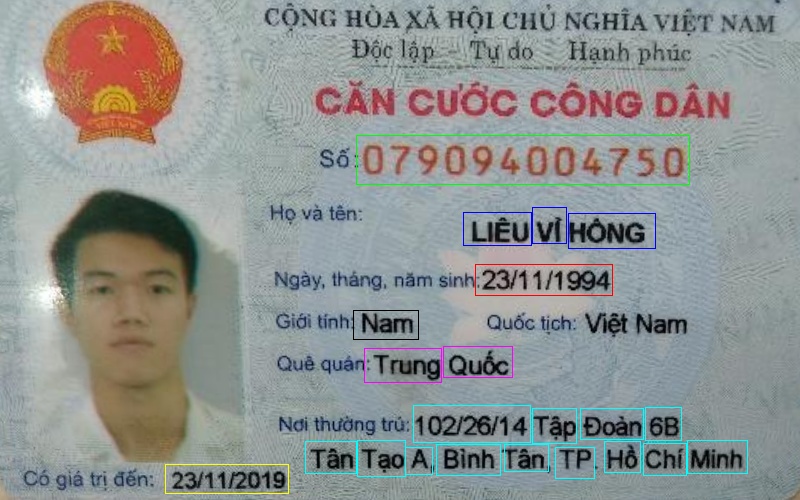 CỘNG HÒA XÃ HỘI CHỦ NGHĨA VIỆT NAM
Độc lập – Tự do – Hạnh phúc
CĂN CƯỚC CÔNG DÂN
Số: 079094004750
Họ và tên:
LIÊU VỈ HÔNG
Ngày, tháng, năm sinh: 23/11/1994
Giới tính: Nam Quốc tịch: Việt Nam
Quê quán: Trung Quốc
Nơi thường trú: 102/26/14 Tập Đoàn 6B
Tân Tạo A, Bình Tân, TP. Hồ Chí Minh
Có giá trị đến: 23/11/2019